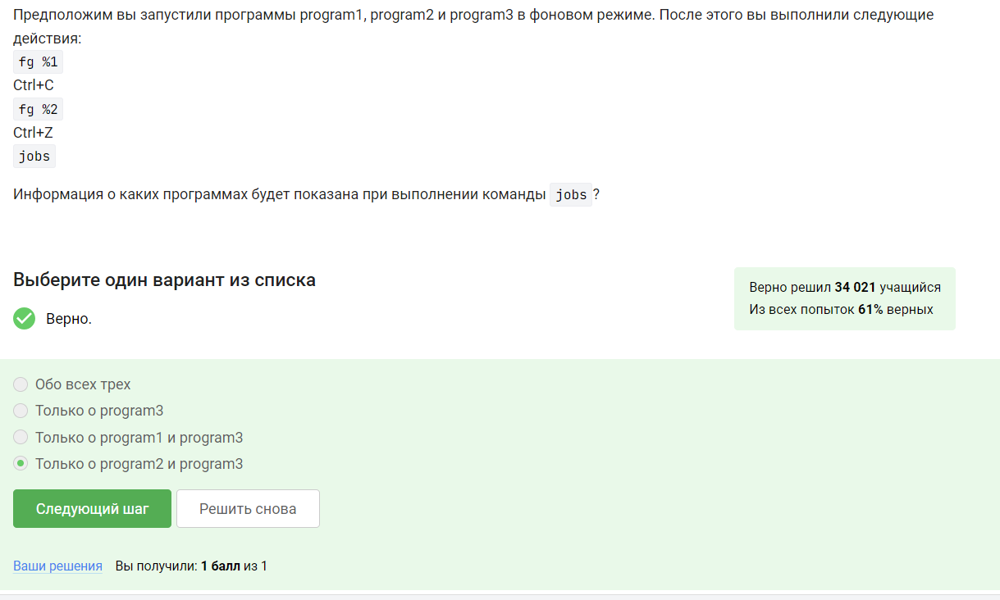 Предположим вы запустили программы program1, program2 и program3 в фоновом режиме. После этого вы выполнили следующие
действия:
fg %1
Ctrl+C
fg %2
Ctrl+Z
jobs
Информация о каких программах будет показана при выполнении команды jobs ?
Выберите один вариант из списка
Верно.
Верно решил 34 021 учащийся
Из всех попыток 61% верных
Обо всех трех
Только о program3
Только о program1 и program3
Только о program2 и program3
Следующий шаг Решить снова
Ваши решения Вы получили: 1 балл из 1